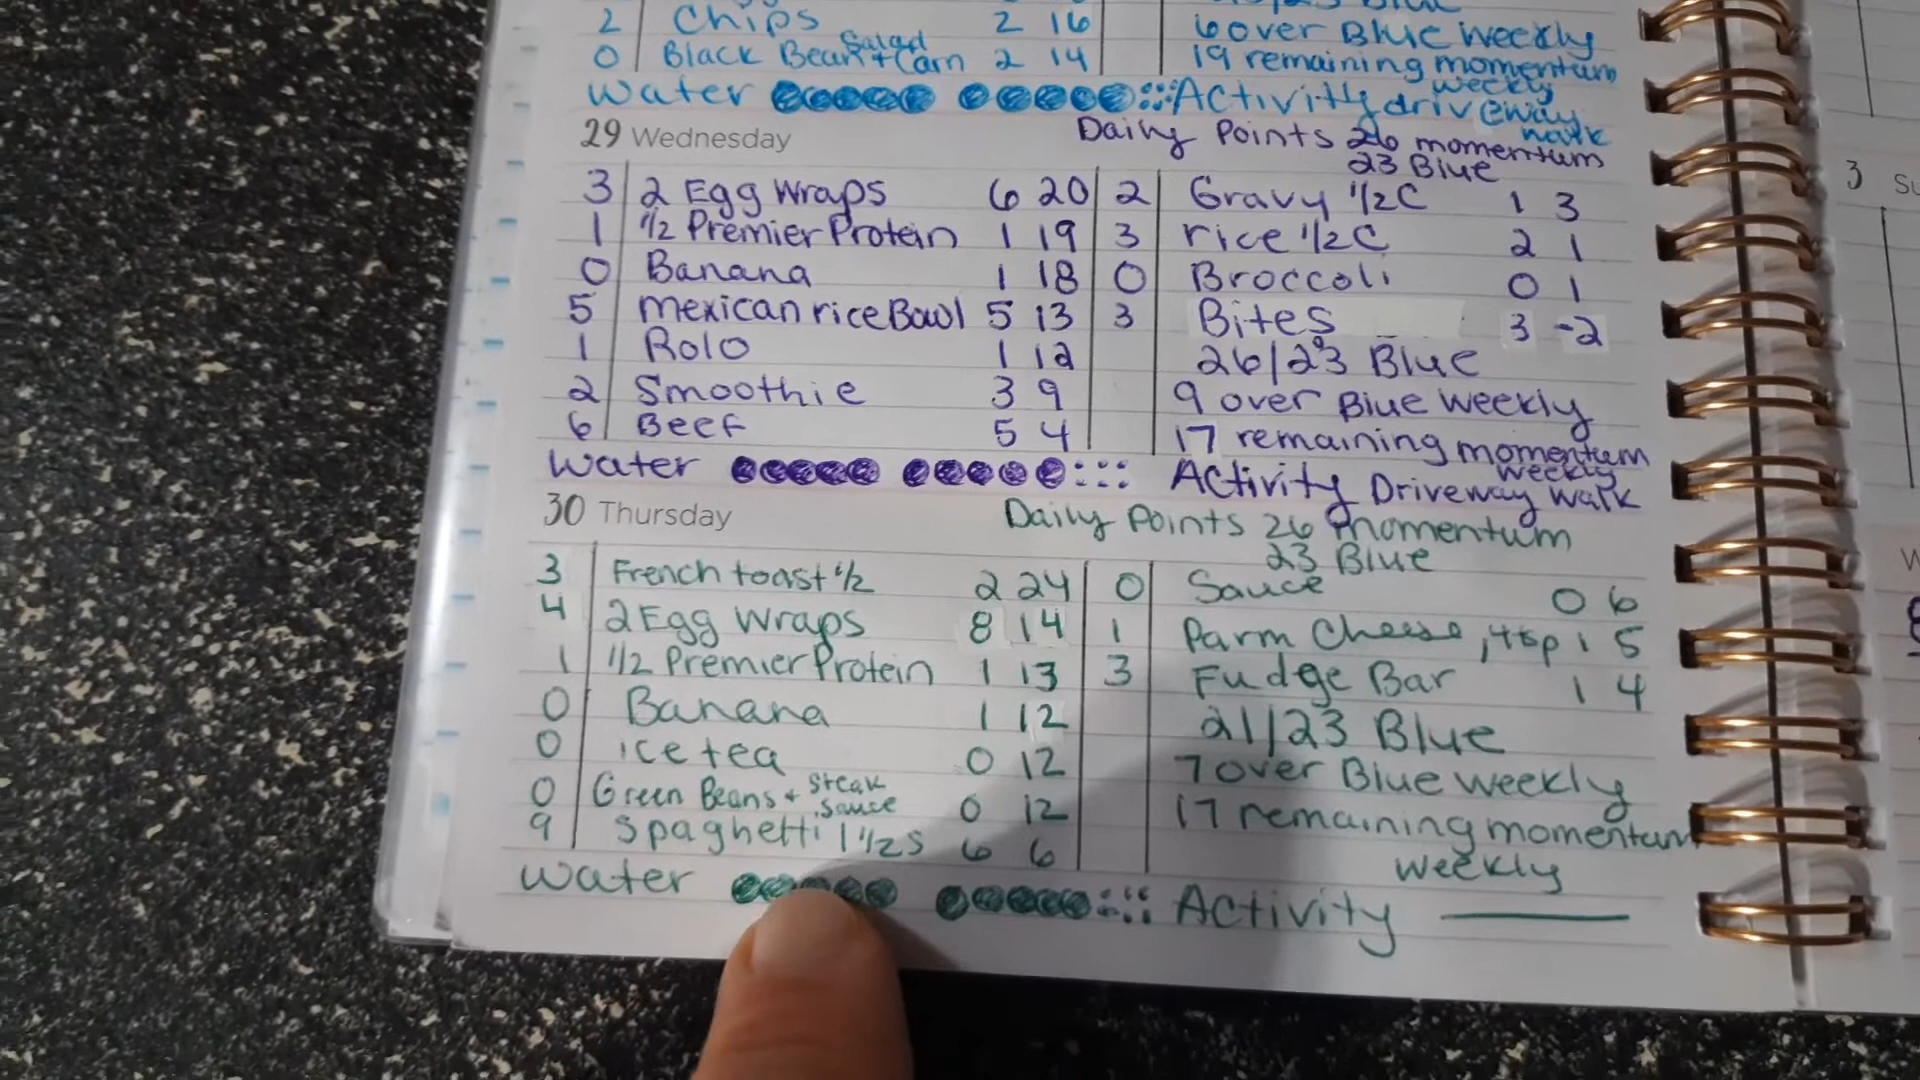 2 Chips 2 16
0 Black Bean + Corn Salad 2 14
6 over Blue weekly
19 remaining momentum weekly
Water Activity driveway walk
29 Wednesday
Daily Points 26 momentum
23 Blue
3 2 Egg Wraps 6 20
1 1/2 Premier Protein 1 19
0 Banana 1 18
5 mexican rice Bowl 5 13
1 Rolo 1 12
2 Smoothie 3 9
6 Beef 5 4
2 Gravy 1/2 C 1 3
3 rice 1/2 C 2 1
0 Broccoli 0 1
3 Bites 3 -2
26/23 Blue
9 over Blue weekly
17 remaining momentum weekly
Water Activity Driveway Walk
30 Thursday
Daily Points 26 momentum
23 Blue
3 French toast 1/2 2 24
4 2 Egg Wraps 8 14
1 1/2 Premier Protein 1 13
0 Banana 1 12
0 ice tea 0 12
0 Green Beans + Steak Sauce 0 12
9 Spaghetti 1 1/2 S 6 6
0 Sauce 0 6
1 Parm Cheese, 4 tsp 1 5
3 Fudge Bar 1 4
21/23 Blue
7 over Blue weekly
17 remaining momentum
weekly
Water Activity
3